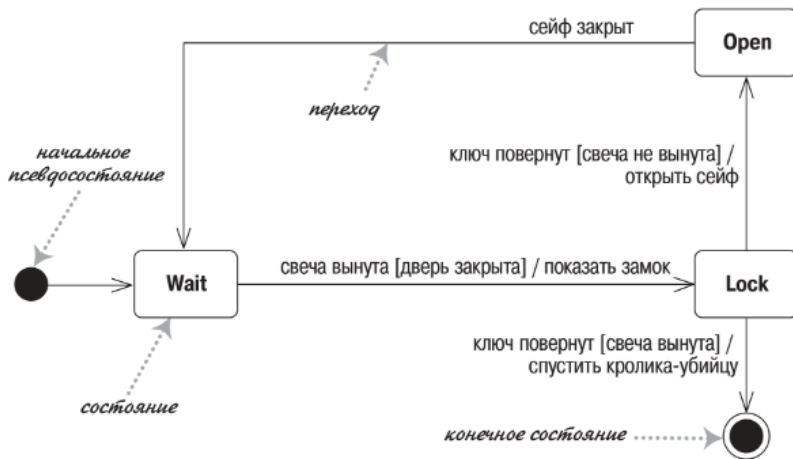 сейф закрыт
Open
переход
начальное
псевдосостояние
ключ повернут [свеча не вынута] /
открыть сейф
Wait
свеча вынута [дверь закрыта] / показать замок
Lock
ключ повернут [свеча вынута] /
спустить кролика-убийцу
состояние
конечное состояние